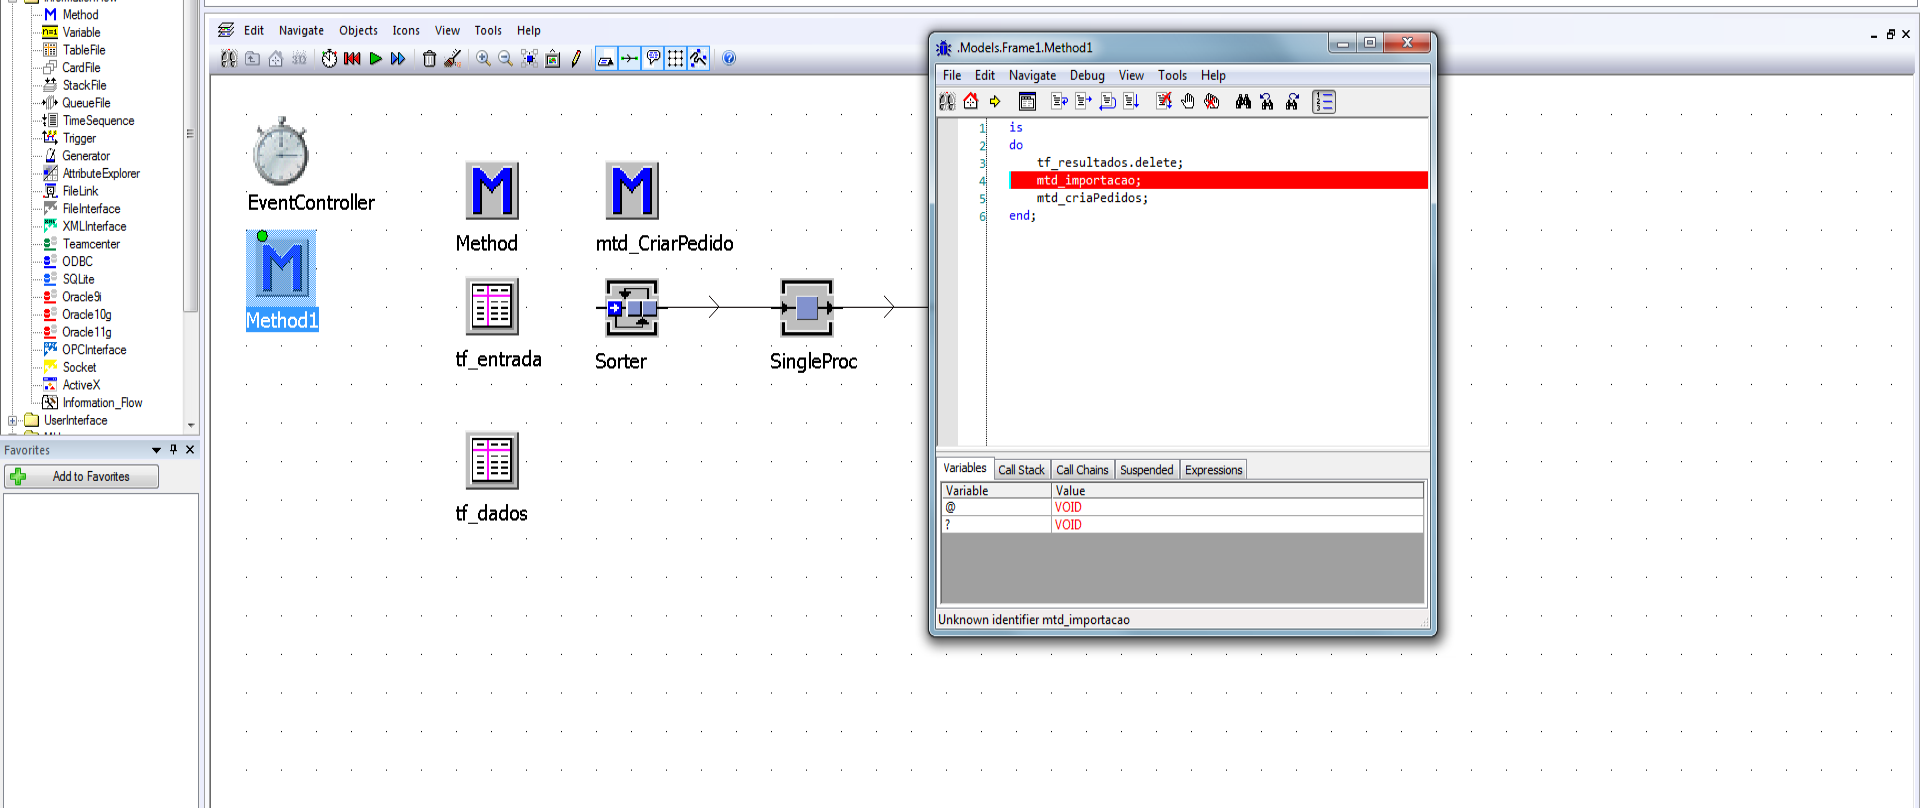 Method
Variable
TableFile
CardFile
StackFile
QueueFile
TimeSequence
Trigger
Generator
AttributeExplorer
FileLink
FileInterface
XMLInterface
Teamcenter
ODBC
SQLite
Oracle9i
Oracle10g
Oracle11g
OPCInterface
Socket
ActiveX
Information_Flow
UserInterface
Favorites
Add to Favorites
Edit Navigate Objects Icons View Tools Help
EventController
Method1
Method
mtd_CriarPedido
tf_entrada
Sorter
SingleProc
tf_dados
.Models.Frame1.Method1
File Edit Navigate Debug View Tools Help
1 is
2 do
3 tf_resultados.delete;
4 mtd_importacao;
5 mtd_criaPedidos;
6 end;
Variables Call Stack Call Chains Suspended Expressions
Variable Value
@ VOID
? VOID
Unknown identifier mtd_importacao